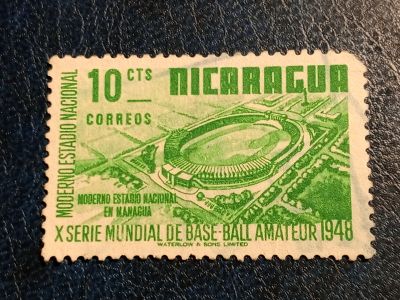 10 CTS
NICARAGUA
CORREOS
MODERNO ESTADIO NACIONAL
MODERNO ESTADIO NACIONAL
EN MANAGUA
X SERIE MUNDIAL DE BASE-BALL AMATEUR 1948
WATERLOW & SONS LIMITED